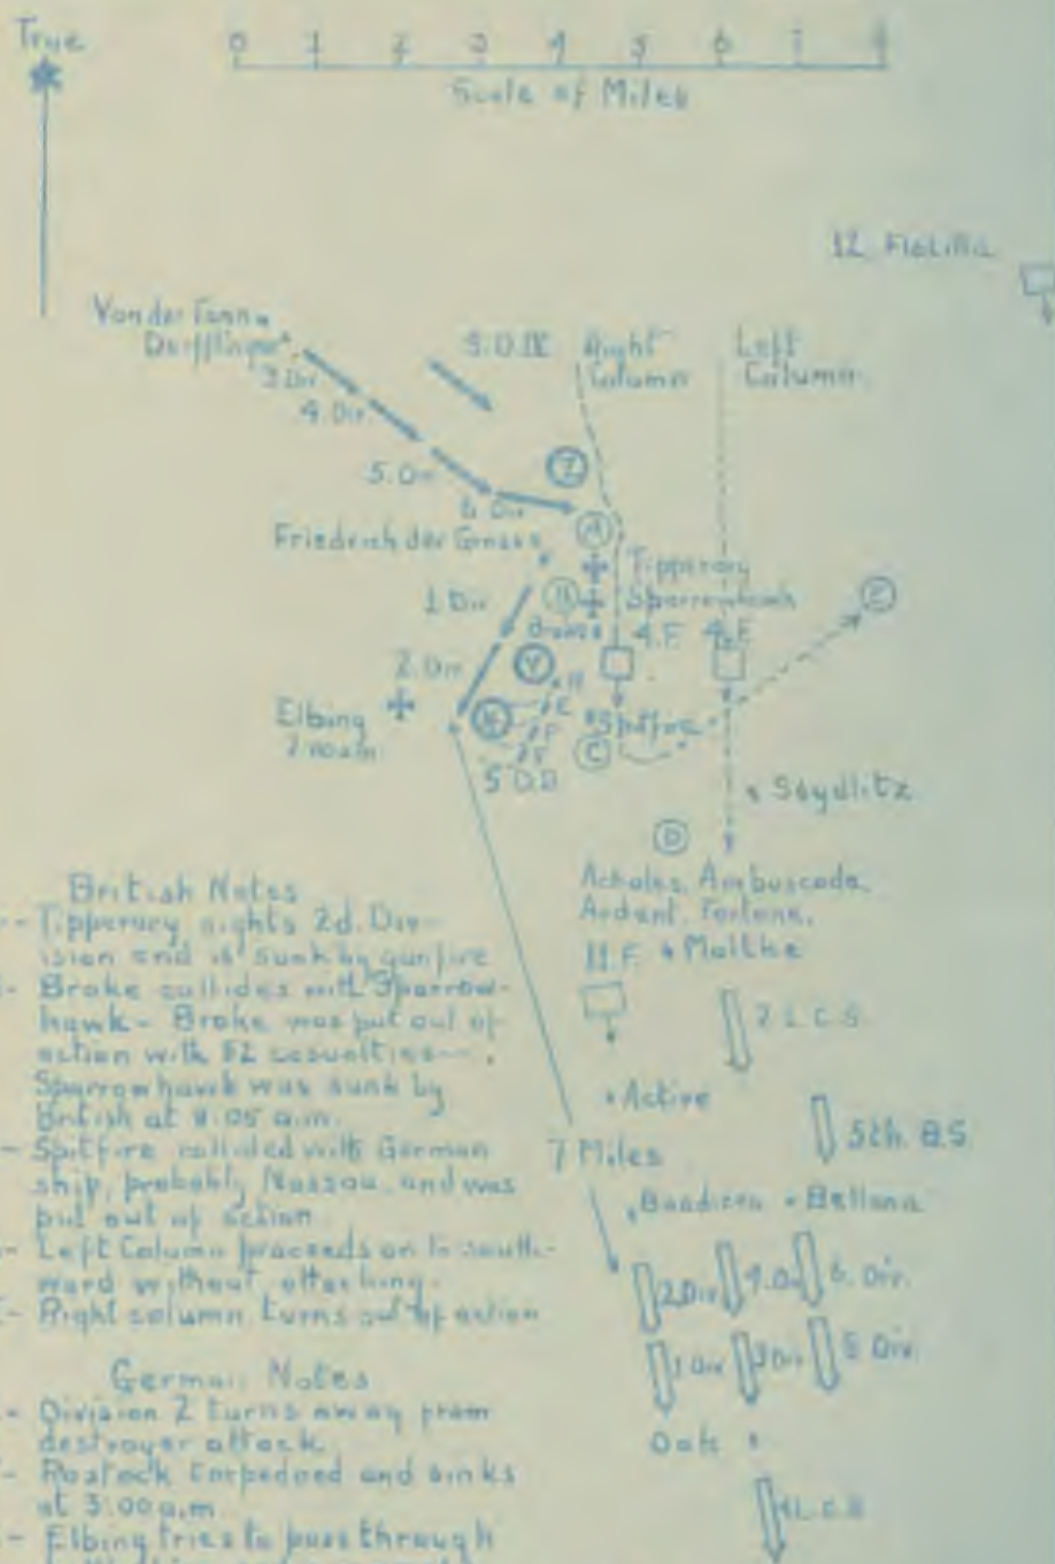 True
0 1 2 3 4 5 6 7 8
Scale of Miles
12. Flotilla
Von der Tann
Derfflinger
3 Div.
4. Div.
5. Div
6 Div
S.D.IV
Right
Column
Left
Column
Z
Friedrich der Grosse
A
Tipperary
B
Sparrowhawk
1 Div
Broke
4.F.
4.F.
E
2. Div
Y
Elbing
Spitfire
C
S.D.II
Seydlitz
D
Achates, Ambuscade,
Ardent, Fortune.
11.F.
Moltke
2 L.C.S.
Active
5th. B.S.
7 Miles
Boadicea
Bellona
2 Div
4. Div
6. Div.
1 Div
3 Div
5 Div.
Oak
4 L.C.S
British Notes
- Tipperary sights 2d. Div-
ision and is sunk by gunfire
- Broke collides with Sparrow-
hawk - Broke was put out of
action with casualties -
Sparrowhawk was sunk by
British at a.m.
- Spitfire collided with German
ship, probably Nassau, and was
put out of action
- Left Column proceeds on to south-
ward without attacking.
- Right column turns out of action
German Notes
- Division 2 turns away from
destroyer attack.
- Rostock torpedoed and sinks
at 3:00 a.m
- Elbing tries to pass through